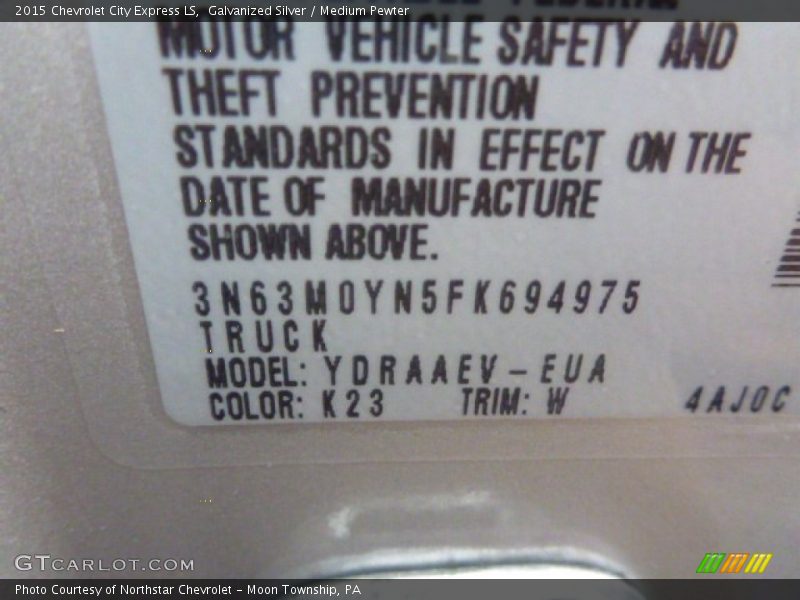 2015 Chevrolet City Express LS, Galvanized Silver / Medium Pewter
MOTOR VEHICLE SAFETY AND
THEFT PREVENTION
STANDARDS IN EFFECT ON THE
DATE OF MANUFACTURE
SHOWN ABOVE.
3N63M0YN5FK694975
TRUCK
MODEL: YDRAAEV-EUA
COLOR: K23 TRIM: W 4AJ0C
GTCARLOT.COM
Photo Courtesy of Northstar Chevrolet - Moon Township, PA